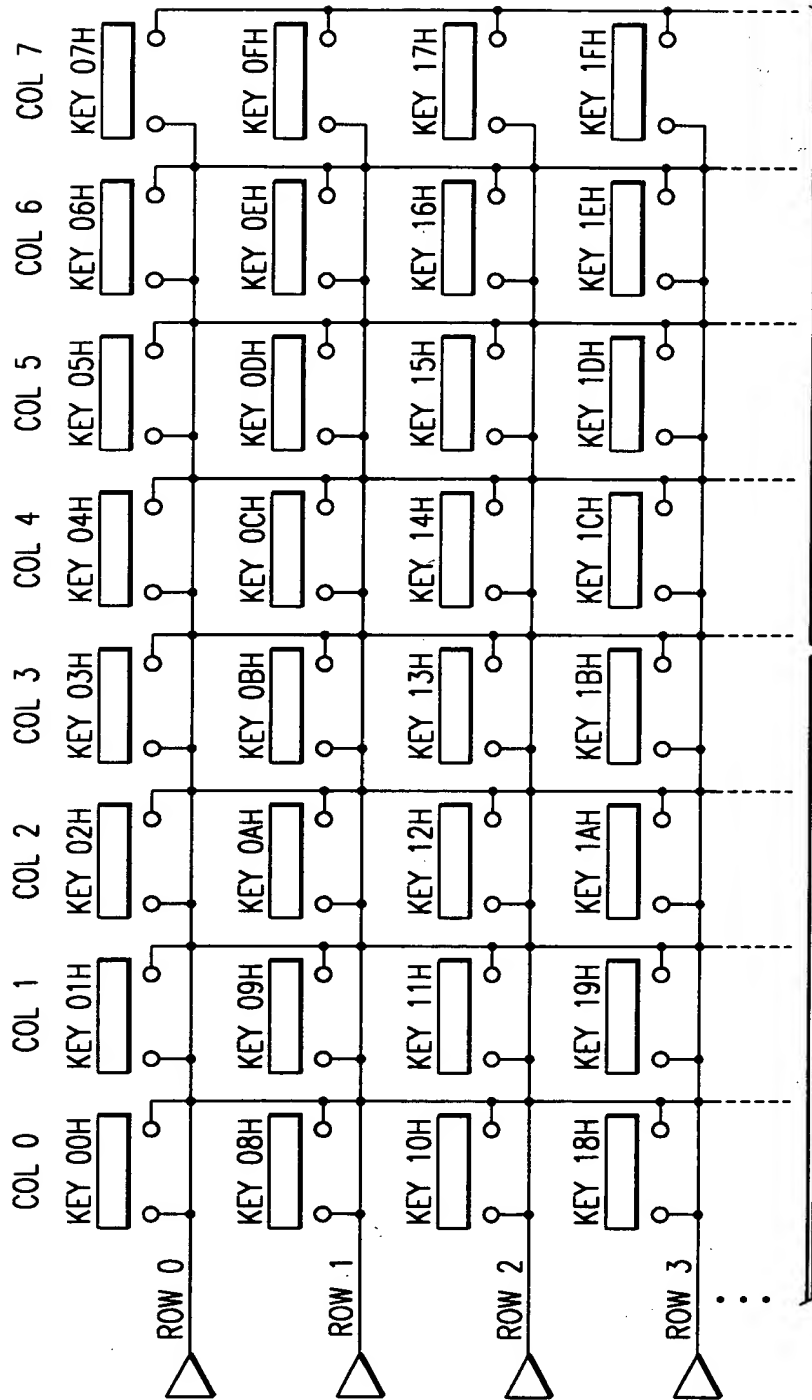 COL 0 COL 1 COL 2 COL 3 COL 4 COL 5 COL 6 COL 7
KEY 00H KEY 01H KEY 02H KEY 03H KEY 04H KEY 05H KEY 06H KEY 07H
ROW 0
KEY 08H KEY 09H KEY 0AH KEY 0BH KEY 0CH KEY 0DH KEY 0EH KEY 0FH
ROW 1
KEY 10H KEY 11H KEY 12H KEY 13H KEY 14H KEY 15H KEY 16H KEY 17H
ROW 2
KEY 18H KEY 19H KEY 1AH KEY 1BH KEY 1CH KEY 1DH KEY 1EH KEY 1FH
ROW 3